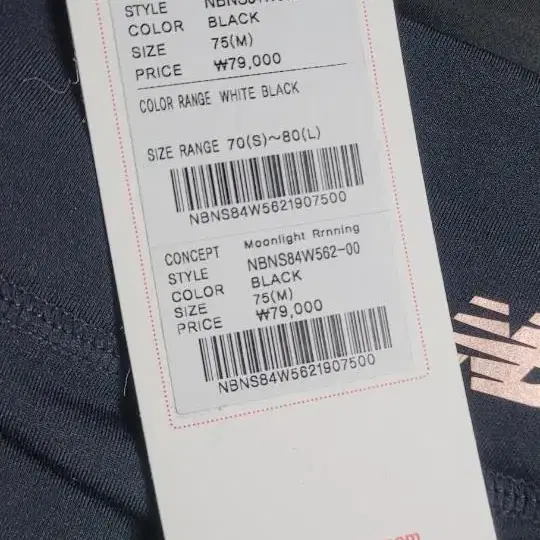 STYLE
COLOR BLACK
SIZE 75(M)
PRICE ₩79,000
COLOR RANGE WHITE BLACK
SIZE RANGE 70(S)~80(L)
NBNS84W5621907500
CONCEPT Moonlight Rrnning
STYLE NBNS84W562-00
COLOR BLACK
SIZE 75(M)
PRICE ₩79,000
NBNS84W5621907500